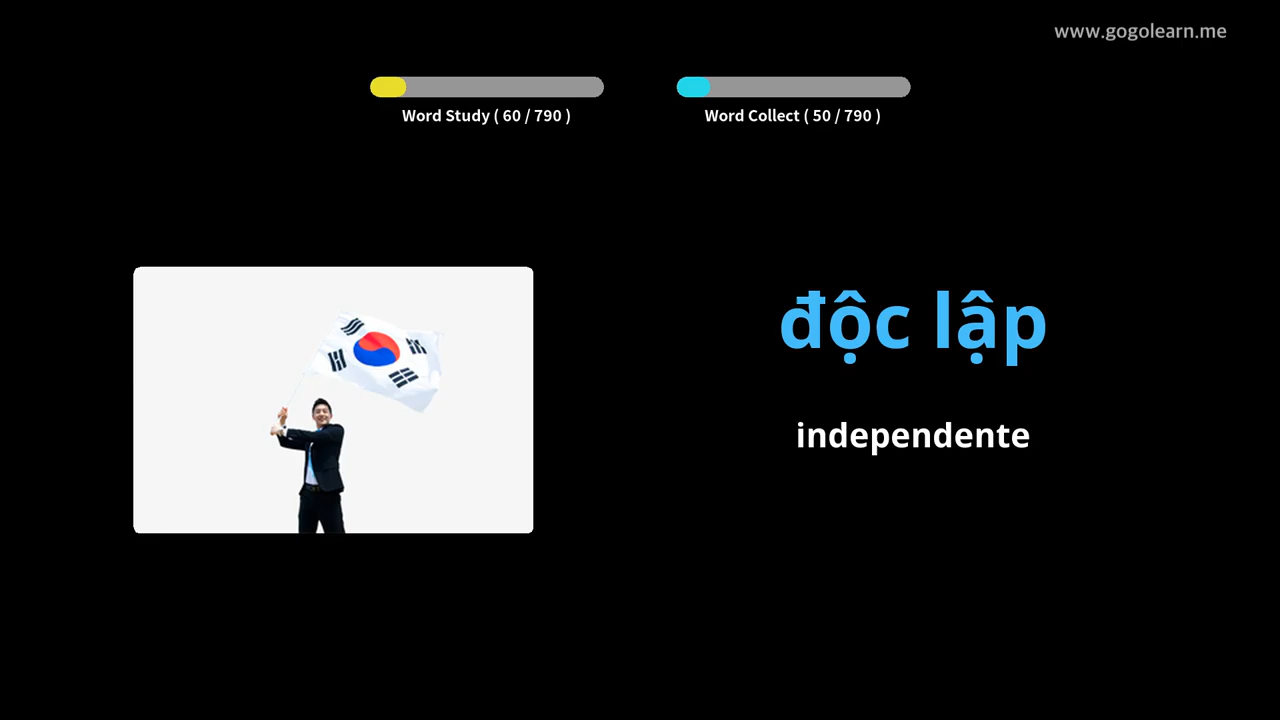 www.gogolearn.me
Word Study ( 60 / 790 )
Word Collect ( 50 / 790 )
độc lập
independente